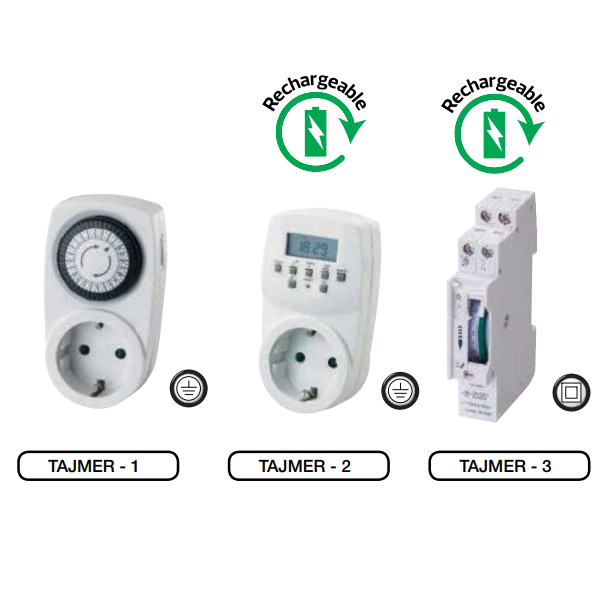 Rechargeable
Rechargeable
18:29
TAJMER - 1
TAJMER - 2
TAJMER - 3